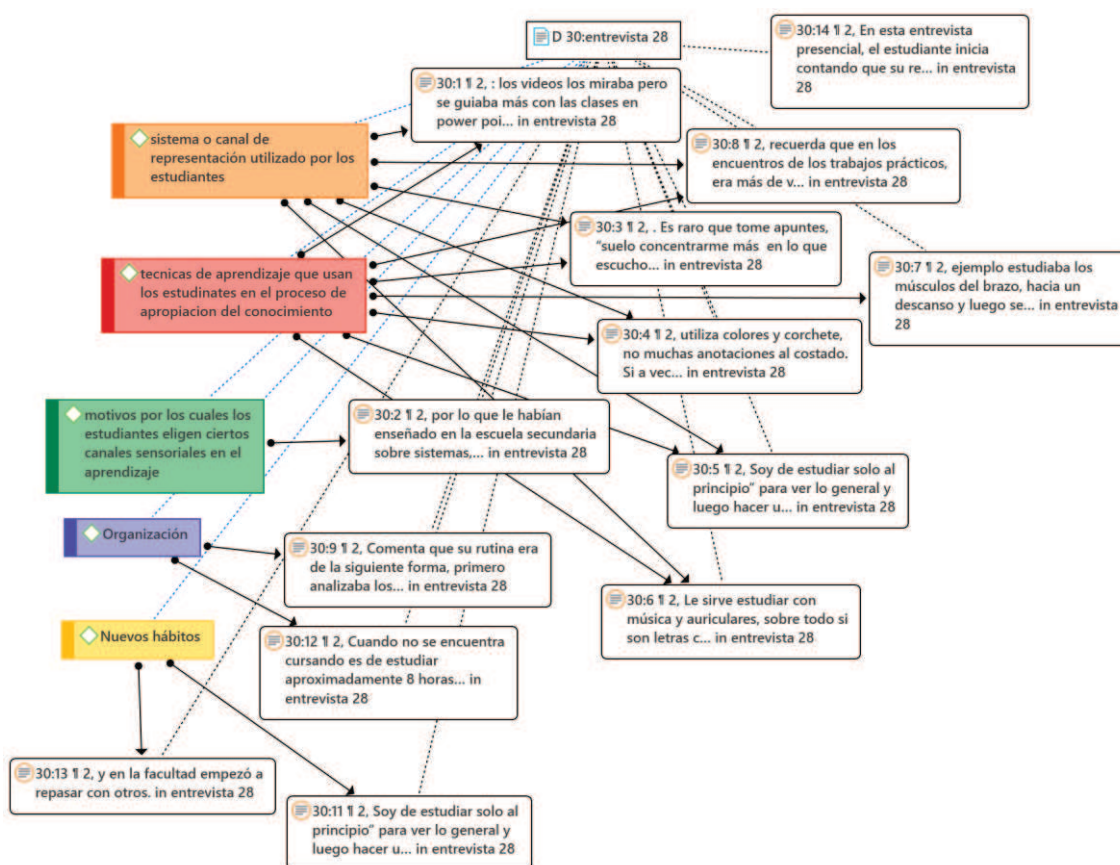 D 30:entrevista 28
30:14 ¶ 2, En esta entrevista
presencial, el estudiante inicia
contando que su re... in entrevista
28
30:1 ¶ 2, : los videos los miraba pero
se guiaba más con las clases en
power poi... in entrevista 28
sistema o canal de
representación utilizado por los
estudiantes
30:8 ¶ 2, recuerda que en los
encuentros de los trabajos prácticos,
era más de v... in entrevista 28
30:3 ¶ 2, . Es raro que tome apuntes,
“suelo concentrarme más en lo que
escucho... in entrevista 28
tecnicas de aprendizaje que usan
los estudinates en el proceso de
apropiacion del conocimiento
30:7 ¶ 2, ejemplo estudiaba los
músculos del brazo, hacia un
descanso y luego se... in entrevista
28
30:4 ¶ 2, utiliza colores y corchete,
no muchas anotaciones al costado.
Si a vec... in entrevista 28
motivos por los cuales los
estudiantes eligen ciertos
canales sensoriales en el
aprendizaje
30:2 ¶ 2, por lo que le habían
enseñado en la escuela secundaria
sobre sistemas,... in entrevista 28
30:5 ¶ 2, Soy de estudiar solo al
principio” para ver lo general y
luego hacer u... in entrevista 28
Organización
30:9 ¶ 2, Comenta que su rutina era
de la siguiente forma, primero
analizaba los... in entrevista 28
30:6 ¶ 2, Le sirve estudiar con
música y auriculares, sobre todo si
son letras c... in entrevista 28
Nuevos hábitos
30:12 ¶ 2, Cuando no se encuentra
cursando es de estudiar
aproximadamente 8 horas... in
entrevista 28
30:13 ¶ 2, y en la facultad empezó a
repasar con otros. in entrevista 28
30:11 ¶ 2, Soy de estudiar solo al
principio” para ver lo general y
luego hacer u... in entrevista 28